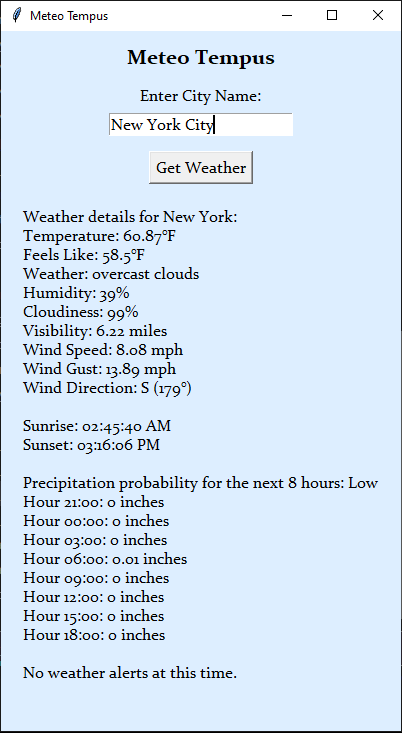 Meteo Tempus
Meteo Tempus
Enter City Name:
New York City
Get Weather
Weather details for New York:
Temperature: 60.87°F
Feels Like: 58.5°F
Weather: overcast clouds
Humidity: 39%
Cloudiness: 99%
Visibility: 6.22 miles
Wind Speed: 8.08 mph
Wind Gust: 13.89 mph
Wind Direction: S (179°)
Sunrise: 02:45:40 AM
Sunset: 03:16:06 PM
Precipitation probability for the next 8 hours: Low
Hour 21:00: 0 inches
Hour 00:00: 0 inches
Hour 03:00: 0 inches
Hour 06:00: 0.01 inches
Hour 09:00: 0 inches
Hour 12:00: 0 inches
Hour 15:00: 0 inches
Hour 18:00: 0 inches
No weather alerts at this time.